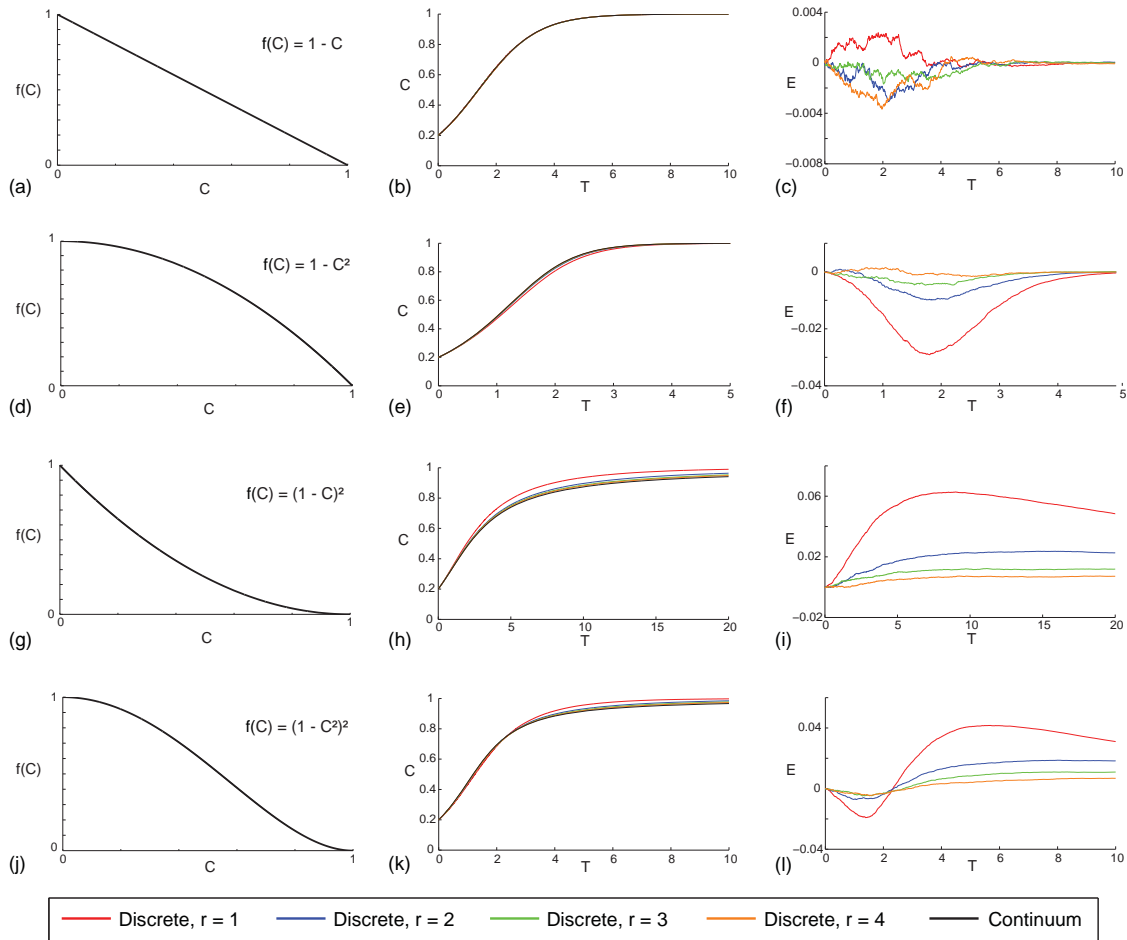 1
f(C) = 1 - C
f(C)
0
0
1
C
(a)
1
0.8
C
0.6
0.4
0.2
0
0 2 4 6 8 10
T
(b)
0.004
0
E
−0.004
−0.008
0 2 4 6 8 10
T
(c)
1
f(C) = 1 - C²
f(C)
0
0
1
C
(d)
1
0.8
C
0.6
0.4
0.2
0
0 1 2 3 4 5
T
(e)
0
E
−0.02
−0.04
0 1 2 3 4 5
T
(f)
1
f(C) = (1 - C)²
f(C)
0
0
1
C
(g)
1
0.8
C
0.6
0.4
0.2
0
0 5 10 15 20
T
(h)
0.06
E
0.02
−0.02
0 5 10 15 20
T
(i)
1
f(C) = (1 - C²)²
f(C)
0
0
1
C
(j)
1
0.8
C
0.6
0.4
0.2
0
0 2 4 6 8 10
T
(k)
0.04
E
0
−0.04
0 2 4 6 8 10
T
(l)
Discrete, r = 1 Discrete, r = 2 Discrete, r = 3 Discrete, r = 4 Continuum